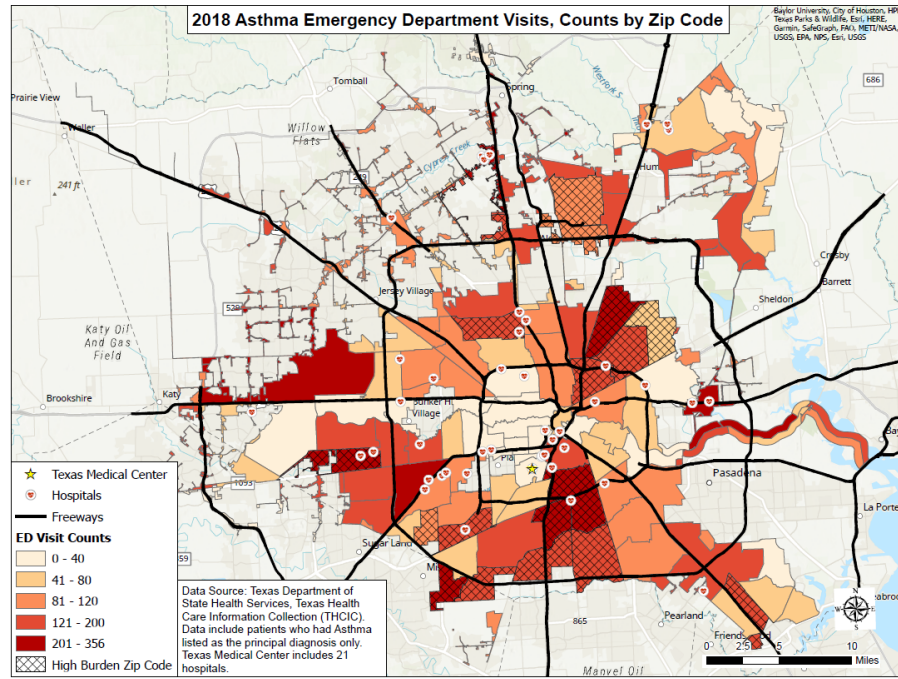 2018 Asthma Emergency Department Visits, Counts by Zip Code
Baylor University, City of Houston, HPB
Texas Parks & Wildlife, Esri, HERE,
Garmin, SafeGraph, FAO, METI/NASA,
USGS, EPA, NPS, Esri, USGS
Tomball
Spring
686
Prairie View
Waller
Willow
Flats
Cypress Creek
241 ft
249
Hum
Jersey Village
Crosby
Barrett
Sheldon
529
Katy Oil
And Gas
Field
Brookshire
Katy
Bunker H
Village
Pasadena
1093
La Porte
Sugar Land
Pearland
865
Friends
Manvel Oil
Texas Medical Center
Hospitals
Freeways
ED Visit Counts
0 - 40
41 - 80
81 - 120
121 - 200
201 - 356
High Burden Zip Code
Data Source: Texas Department of
State Health Services, Texas Health
Care Information Collection (THCIC).
Data include patients who had Asthma
listed as the principal diagnosis only.
Texas Medical Center includes 21
hospitals.
N
0 2.5 5 10
Miles